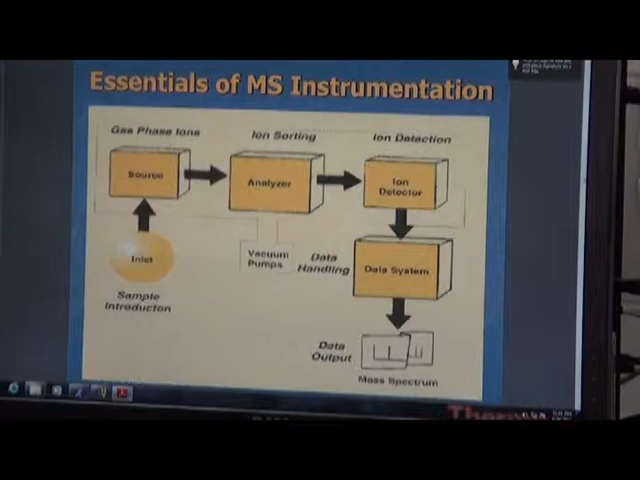 Essentials of MS Instrumentation
Gas Phase Ions
Ion Sorting
Ion Detection
Source
Analyzer
Ion
Detector
Inlet
Vacuum
Pumps
Data
Handling
Data System
Sample
Introduction
Data
Output
Mass Spectrum